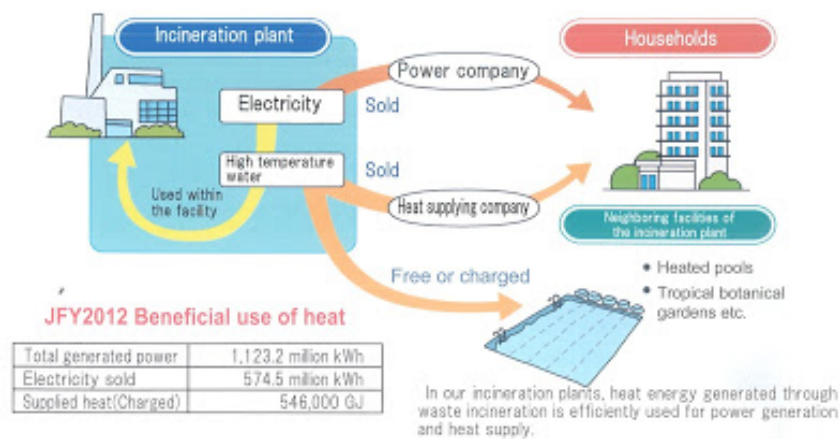 Incineration plant
Households
Power company
Electricity
Sold
High temperature
water
Sold
Used within
the facility
Heat supplying company
Neighboring facilities of
the incineration plant
Free or charged
• Heated pools
• Tropical botanical
gardens etc.
JFY2012 Beneficial use of heat
Total generated power 1,123.2 million kWh
Electricity sold 574.5 million kWh
Supplied heat(Charged) 546,000 GJ
In our incineration plants, heat energy generated through
waste incineration is efficiently used for power generation
and heat supply.